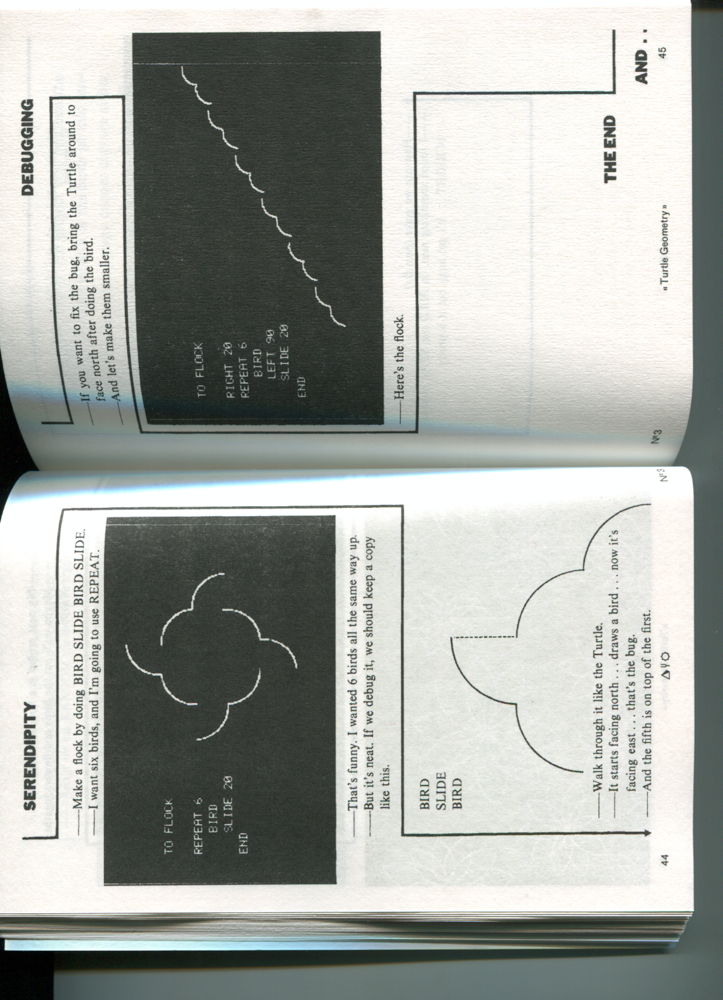 SERENDIPITY
—Make a flock by doing BIRD SLIDE BIRD SLIDE.
—I want six birds, and I'm going to use REPEAT.
TO FLOCK
REPEAT 6
BIRD
SLIDE 20
END
—That's funny. I wanted 6 birds all the same way up.
—But it's neat. If we debug it, we should keep a copy
like this.
BIRD
SLIDE
BIRD
—Walk through it like the Turtle.
—It starts facing north . . . draws a bird . . . now it's
facing east . . . that's the bug.
—And the fifth is on top of the first.
44
N°3
DEBUGGING
—If you want to fix the bug, bring the Turtle around to
face north after doing the bird.
—And let's make them smaller.
TO FLOCK
RIGHT 20
REPEAT 6
BIRD
LEFT 90
SLIDE 20
END
—Here's the flock.
THE END
AND . .
N°3
« Turtle Geometry »
45